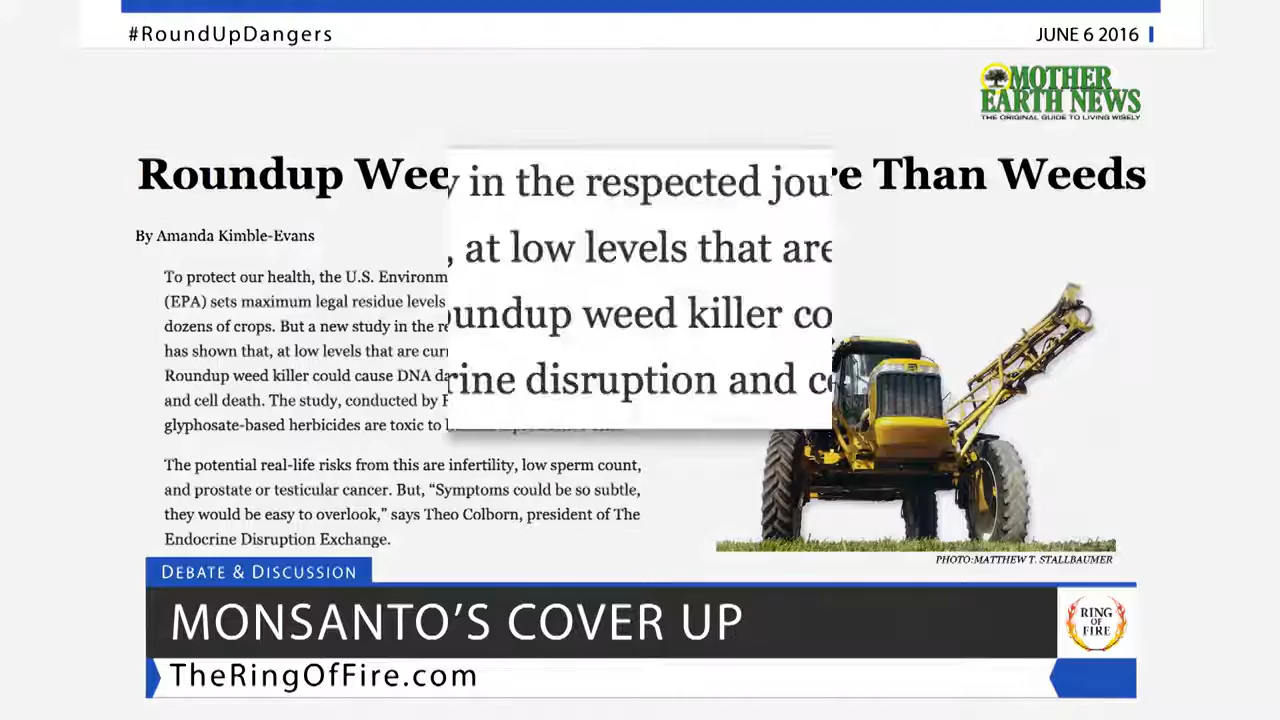 #RoundUpDangers
JUNE 6 2016
MOTHER
EARTH NEWS
THE ORIGINAL GUIDE TO LIVING WISELY
Roundup Wee re Than Weeds
By Amanda Kimble-Evans
To protect our health, the U.S. Environm
(EPA) sets maximum legal residue levels
dozens of crops. But a new study in the re
has shown that, at low levels that are curr
Roundup weed killer could cause DNA da
and cell death. The study, conducted by F
glyphosate-based herbicides are toxic to
y in the respected jou
, at low levels that are
oundup weed killer co
rine disruption and ce
The potential real-life risks from this are infertility, low sperm count,
and prostate or testicular cancer. But, “Symptoms could be so subtle,
they would be easy to overlook,” says Theo Colborn, president of The
Endocrine Disruption Exchange.
PHOTO:MATTHEW T. STALLBAUMER
DEBATE & DISCUSSION
MONSANTO’S COVER UP
RING
OF
FIRE
TheRingOfFire.com